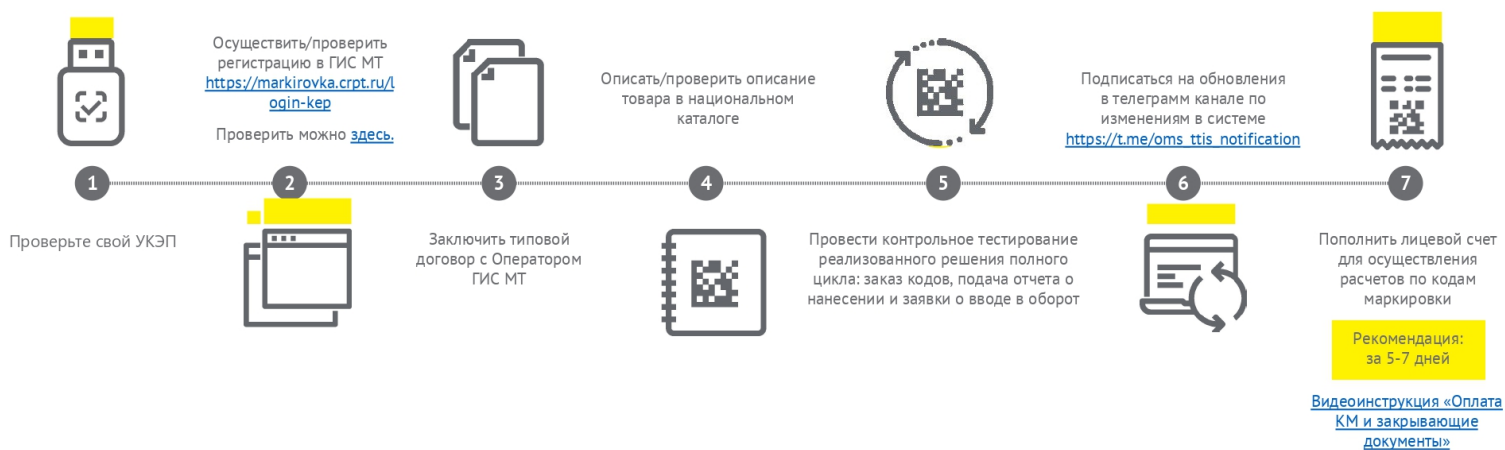 1
Проверьте свой УКЭП
Осуществить/проверить
регистрацию в ГИС МТ
https://markirovka.crpt.ru/l
ogin-kep
Проверить можно здесь.
2
3
Заключить типовой
договор с Оператором
ГИС МТ
Описать/проверить описание
товара в национальном
каталоге
4
5
Провести контрольное тестирование
реализованного решения полного
цикла: заказ кодов, подача отчета о
нанесении и заявки о вводе в оборот
Подписаться на обновления
в телеграмм канале по
изменениям в системе
https://t.me/oms_ttis_notification
6
7
Пополнить лицевой счет
для осуществления
расчетов по кодам
маркировки
Рекомендация:
за 5-7 дней
Видеоинструкция «Оплата
КМ и закрывающие
документы»